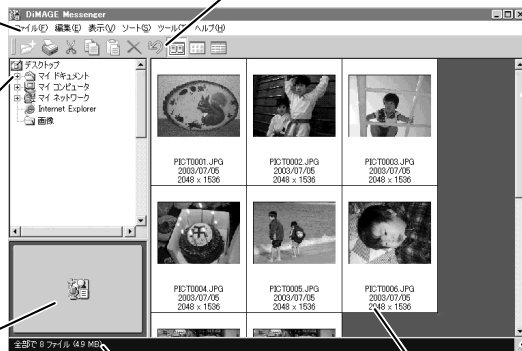 DiMAGE Messenger
ファイル(F) 編集(E) 表示(V) ソート(S) ツール(T) ヘルプ(H)
デスクトップ
マイ ドキュメント
マイ コンピュータ
マイ ネットワーク
Internet Explorer
画像
PICT0001.JPG
2003/07/05
2048 × 1536
PICT0002.JPG
2003/07/05
2048 × 1536
PICT0003.JPG
2003/07/05
2048 × 1536
PICT0004.JPG
2003/07/05
2048 × 1536
PICT0005.JPG
2003/07/05
2048 × 1536
PICT0006.JPG
2003/07/05
2048 × 1536
全部で 8 ファイル (4.9 MB)